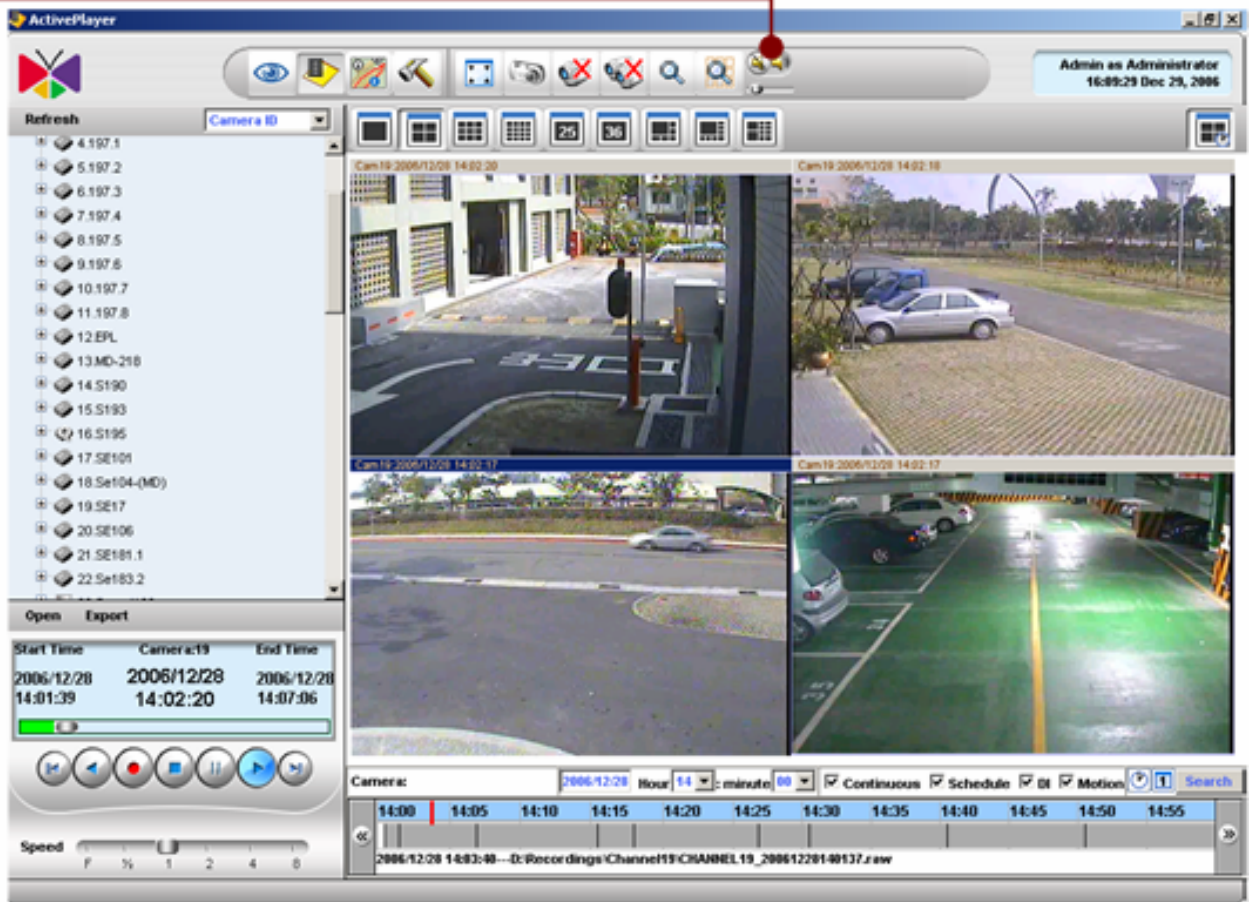 ActivePlayer
Admin as Administrator
16:09:29 Dec 29, 2006
Refresh
Camera ID
25
36
4.197.1
5.197.2
6.197.3
7.197.4
8.197.5
9.197.6
10.197.7
11.197.8
12.EPL
13.MD-218
14.S190
15.S193
16.S195
17.SE101
18.Se104-(MD)
19.SE17
20.SE106
21.SE181.1
22.Se183.2
Cam19:2006/12/28 14:02:20
Cam19:2006/12/28 14:02:18
Cam19:2006/12/28 14:02:17
Cam19:2006/12/28 14:02:17
Open Export
Start Time Camera:19 End Time
2006/12/28 2006/12/28 2006/12/28
14:01:39 14:02:20 14:07:06
Speed
F ½ 1 2 4 8
Camera: 2006/12/28 Hour 14 : minute 00 Continuous Schedule DI Motion 1 Search
14:00 14:05 14:10 14:15 14:20 14:25 14:30 14:35 14:40 14:45 14:50 14:55
2006/12/28 14:03:40---D:\Recordings\Channel19\CHANNEL19_20061228140137.raw